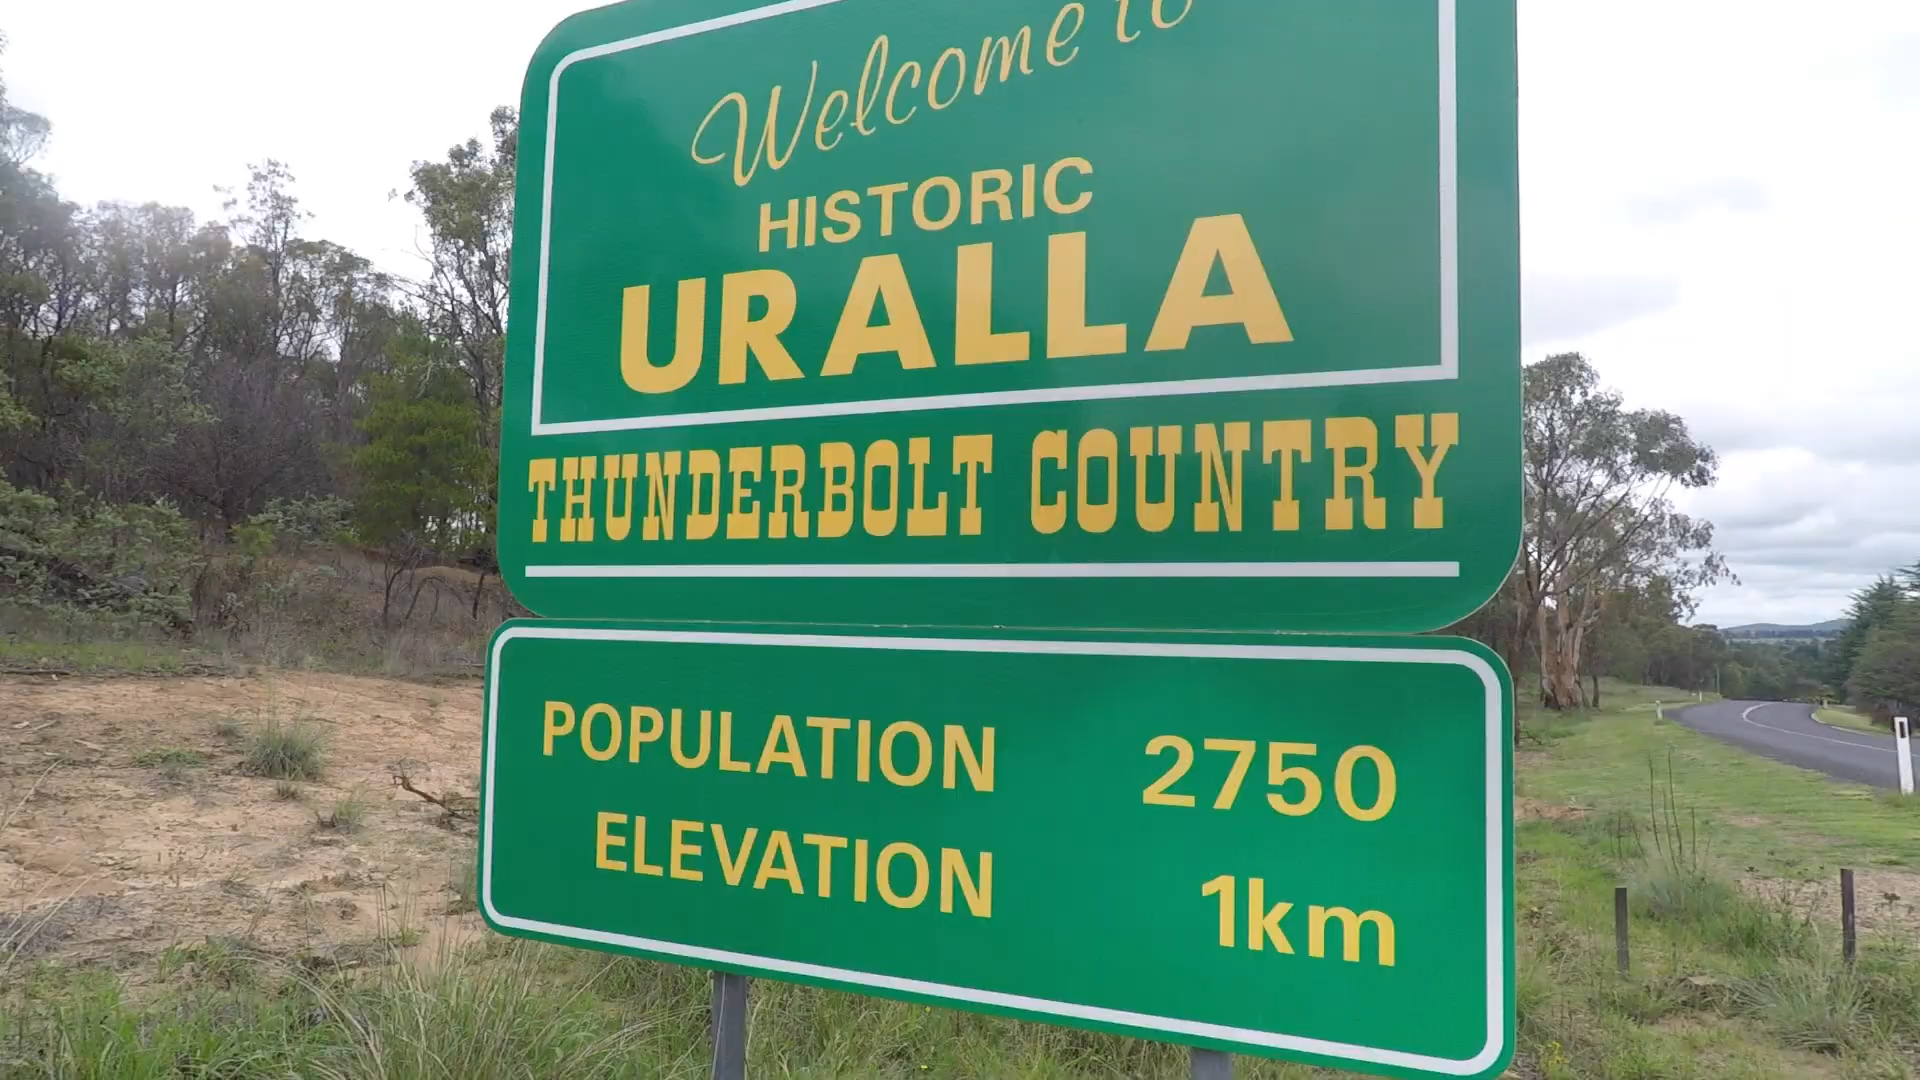 Welcome to
HISTORIC
URALLA
THUNDERBOLT COUNTRY
POPULATION 2750
ELEVATION 1km